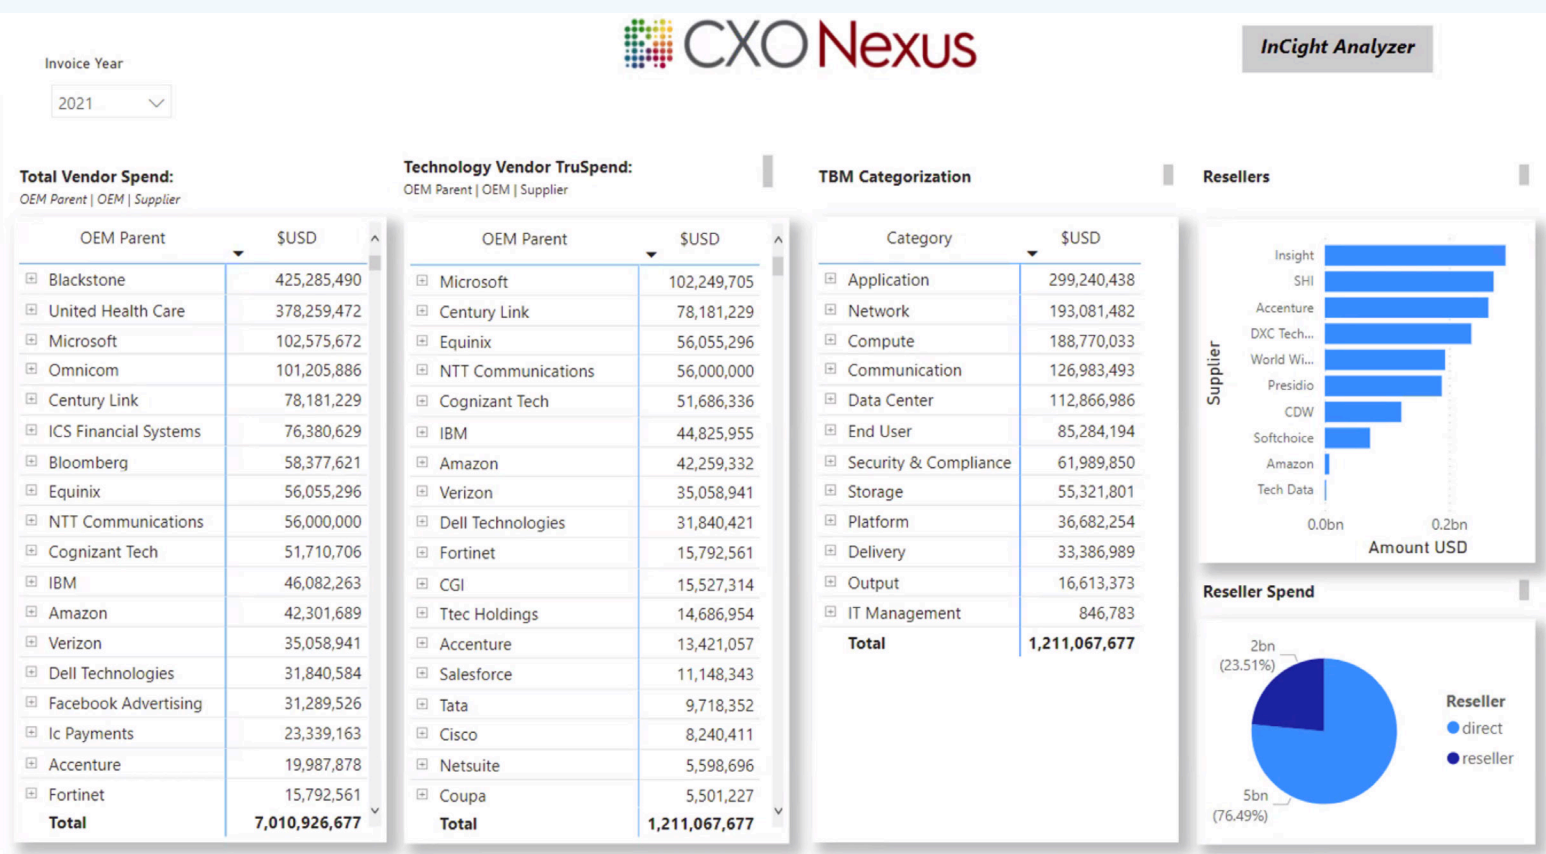 CXO Nexus
InCight Analyzer
Invoice Year
2021
Total Vendor Spend:
OEM Parent | OEM | Supplier
OEM Parent $USD
Blackstone 425,285,490
United Health Care 378,259,472
Microsoft 102,575,672
Omnicom 101,205,886
Century Link 78,181,229
ICS Financial Systems 76,380,629
Bloomberg 58,377,621
Equinix 56,055,296
NTT Communications 56,000,000
Cognizant Tech 51,710,706
IBM 46,082,263
Amazon 42,301,689
Verizon 35,058,941
Dell Technologies 31,840,584
Facebook Advertising 31,289,526
Ic Payments 23,339,163
Accenture 19,987,878
Fortinet 15,792,561
Total 7,010,926,677
Technology Vendor TruSpend:
OEM Parent | OEM | Supplier
OEM Parent $USD
Microsoft 102,249,705
Century Link 78,181,229
Equinix 56,055,296
NTT Communications 56,000,000
Cognizant Tech 51,686,336
IBM 44,825,955
Amazon 42,259,332
Verizon 35,058,941
Dell Technologies 31,840,421
Fortinet 15,792,561
CGI 15,527,314
Ttec Holdings 14,686,954
Accenture 13,421,057
Salesforce 11,148,343
Tata 9,718,352
Cisco 8,240,411
Netsuite 5,598,696
Coupa 5,501,227
Total 1,211,067,677
TBM Categorization
Category $USD
Application 299,240,438
Network 193,081,482
Compute 188,770,033
Communication 126,983,493
Data Center 112,866,986
End User 85,284,194
Security & Compliance 61,989,850
Storage 55,321,801
Platform 36,682,254
Delivery 33,386,989
Output 16,613,373
IT Management 846,783
Total 1,211,067,677
Resellers
Supplier
Insight
SHI
Accenture
DXC Tech...
World Wi...
Presidio
CDW
Softchoice
Amazon
Tech Data
0.0bn 0.2bn
Amount USD
Reseller Spend
2bn
(23.51%)
5bn
(76.49%)
Reseller
direct
reseller